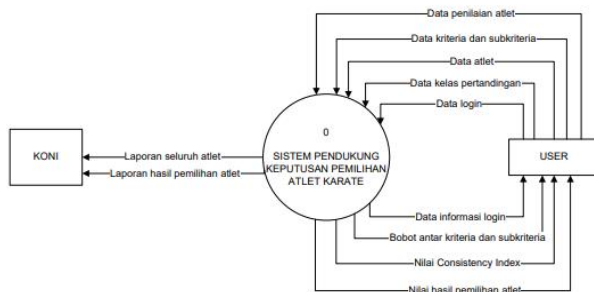 Data penilaian atlet
Data kriteria dan subkriteria
Data atlet
Data kelas pertandingan
Data login
0
SISTEM PENDUKUNG
KEPUTUSAN PEMILIHAN
ATLET KARATE
KONI
Laporan seluruh atlet
Laporan hasil pemilihan atlet
USER
Data informasi login
Bobot antar kriteria dan subkriteria
Nilai Consistency Index
Nilai hasil pemilihan atlet